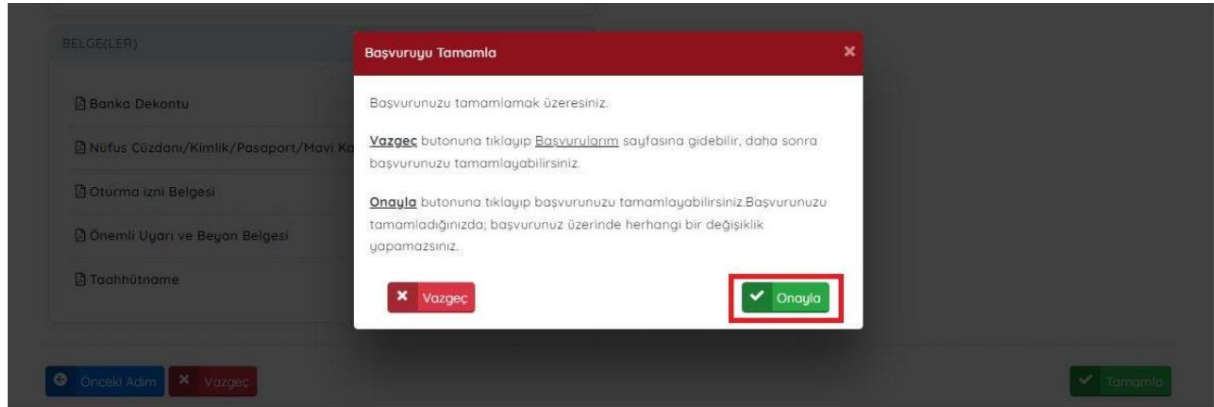 BELGE(LER)
Banka Dekontu
Nüfus Cüzdanı/Kimlik/Pasaport/Mavi
Oturma izni Belgesi
Önemli Uyarı ve Beyan Belgesi
Taahhütname
Başvuruyu Tamamla
Başvurunuzu tamamlamak üzeresiniz.
Vazgeç butonuna tıklayıp Başvurularım sayfasına gidebilir, daha sonra
başvurunuzu tamamlayabilirsiniz.
Onayla butonuna tıklayıp başvurunuzu tamamlayabilirsiniz.Başvurunuzu
tamamladığınızda; başvurunuz üzerinde herhangi bir değişiklik
yapamazsınız.
Vazgeç
Onayla
Önceki Adım
Vazgeç
Tamamla